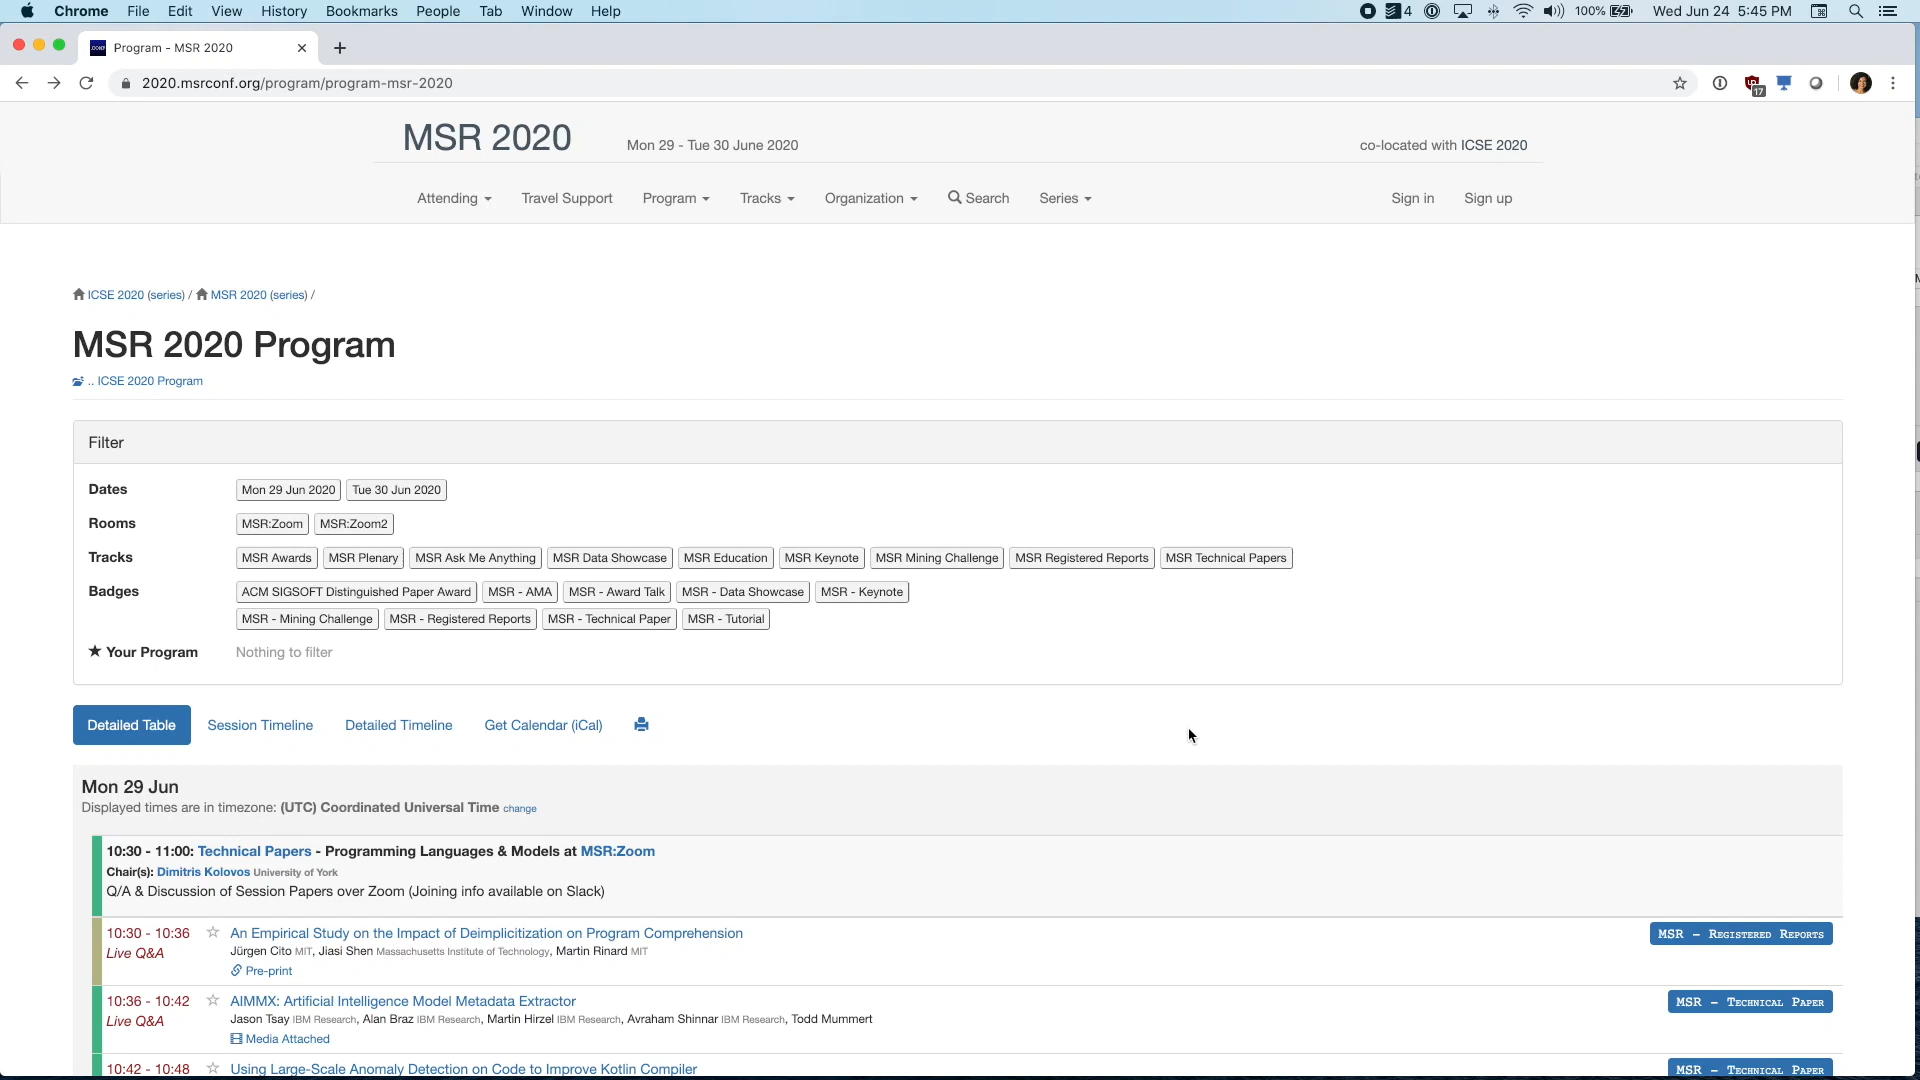 Chrome File Edit View History Bookmarks People Tab Window Help 4 100% Wed Jun 24 5:45 PM
Program - MSR 2020
2020.msrconf.org/program/program-msr-2020 17
MSR 2020 Mon 29 - Tue 30 June 2020 co-located with ICSE 2020
Attending Travel Support Program Tracks Organization Search Series Sign in Sign up
ICSE 2020 (series) / MSR 2020 (series) /
MSR 2020 Program
.. ICSE 2020 Program
Filter
Dates Mon 29 Jun 2020 Tue 30 Jun 2020
Rooms MSR:Zoom MSR:Zoom2
Tracks MSR Awards MSR Plenary MSR Ask Me Anything MSR Data Showcase MSR Education MSR Keynote MSR Mining Challenge MSR Registered Reports MSR Technical Papers
Badges ACM SIGSOFT Distinguished Paper Award MSR - AMA MSR - Award Talk MSR - Data Showcase MSR - Keynote
MSR - Mining Challenge MSR - Registered Reports MSR - Technical Paper MSR - Tutorial
★ Your Program Nothing to filter
Detailed Table Session Timeline Detailed Timeline Get Calendar (iCal)
Mon 29 Jun
Displayed times are in timezone: (UTC) Coordinated Universal Time change
10:30 - 11:00: Technical Papers - Programming Languages & Models at MSR:Zoom
Chair(s): Dimitris Kolovos University of York
Q/A & Discussion of Session Papers over Zoom (Joining info available on Slack)
10:30 - 10:36 ☆ An Empirical Study on the Impact of Deimplicitization on Program Comprehension MSR - Registered Reports
Live Q&A Jürgen Cito MIT, Jiasi Shen Massachusetts Institute of Technology, Martin Rinard MIT
Pre-print
10:36 - 10:42 ☆ AIMMX: Artificial Intelligence Model Metadata Extractor MSR - Technical Paper
Live Q&A Jason Tsay IBM Research, Alan Braz IBM Research, Martin Hirzel IBM Research, Avraham Shinnar IBM Research, Todd Mummert
Media Attached
10:42 - 10:48 ☆ Using Large-Scale Anomaly Detection on Code to Improve Kotlin Compiler MSR - Technical Paper